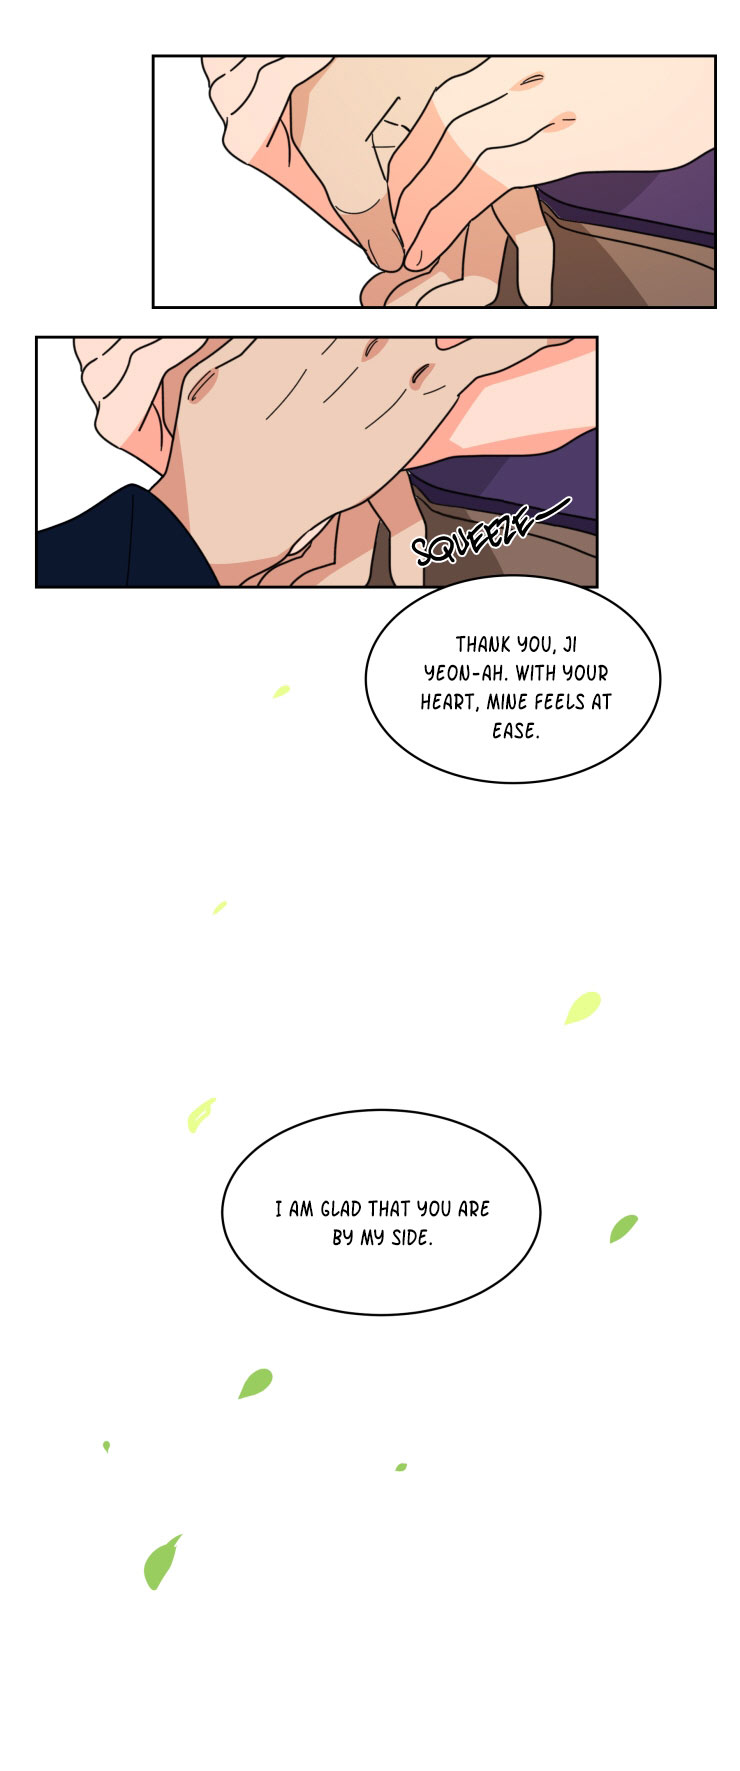 SQUEEZE
THANK YOU, JI
YEON-AH. WITH YOUR
HEART, MINE FEELS AT
EASE.
I AM GLAD THAT YOU ARE
BY MY SIDE.